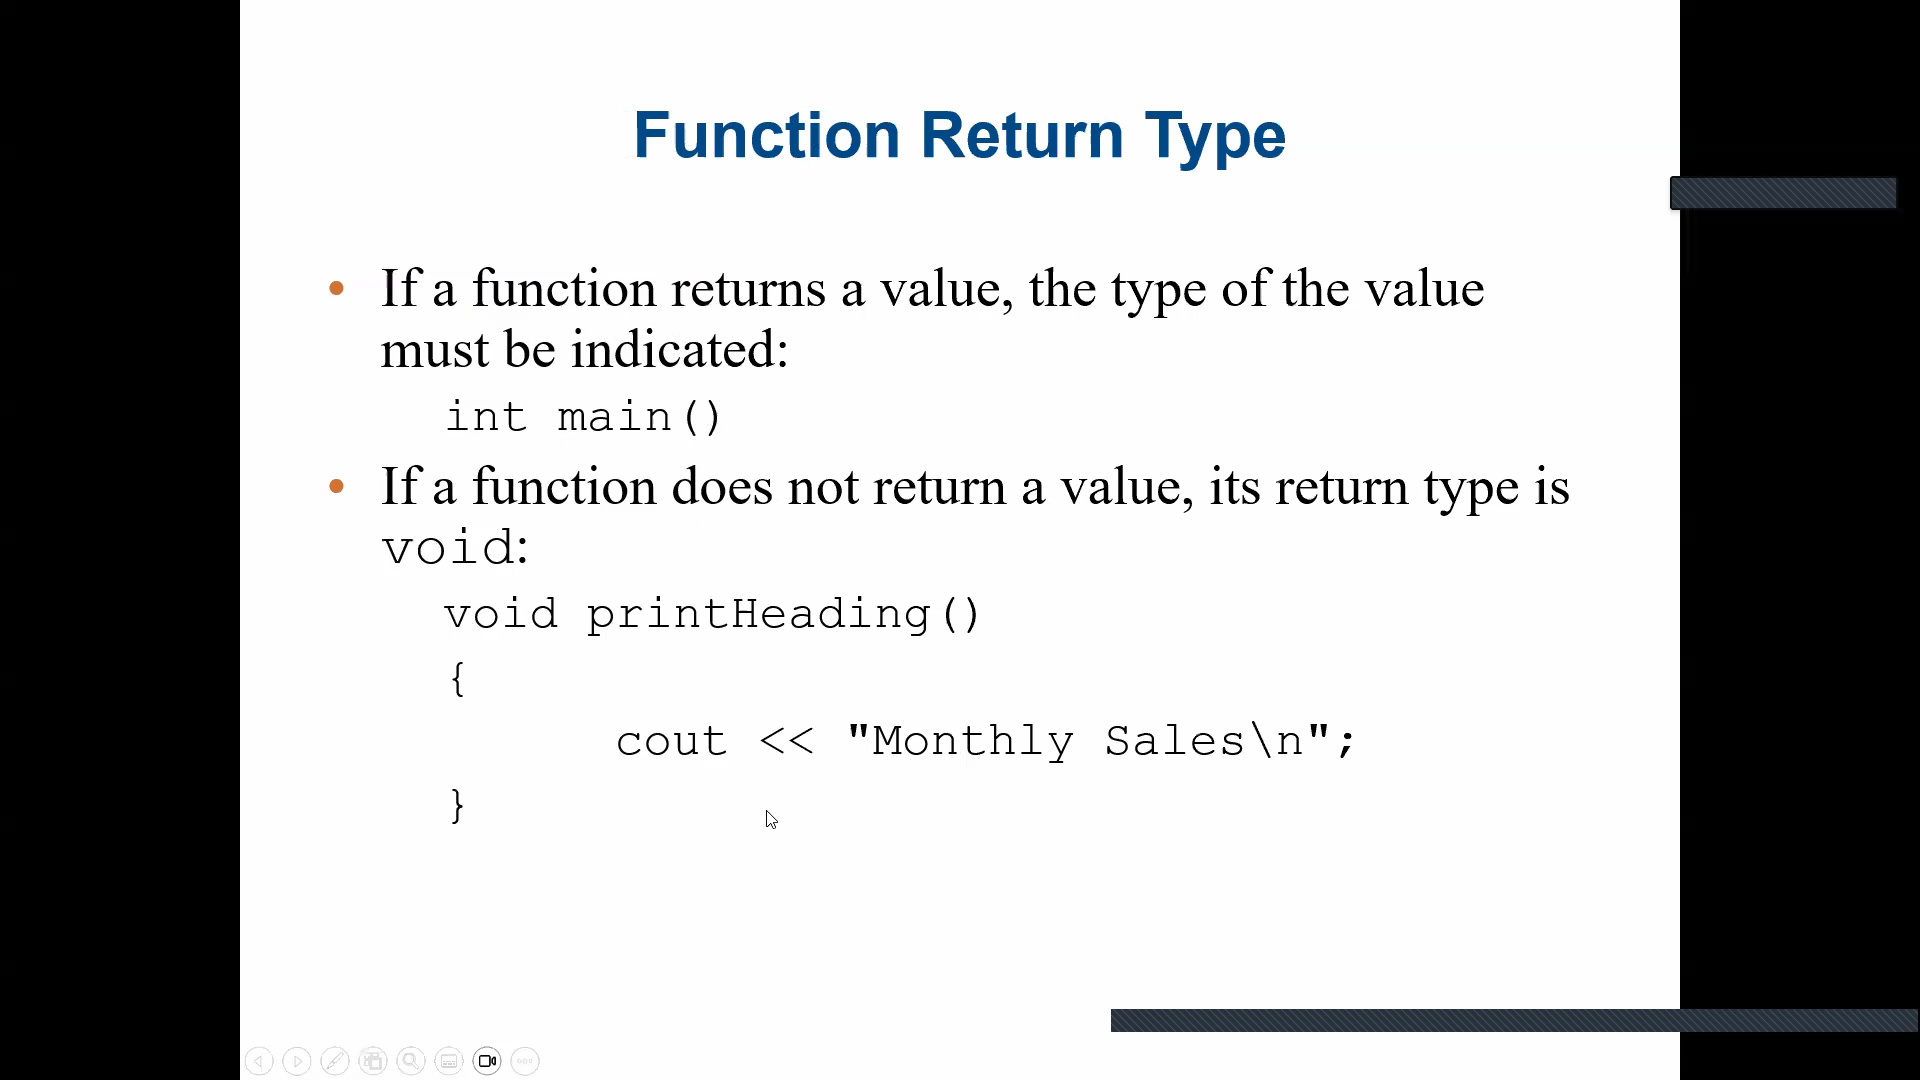 Function Return Type
• If a function returns a value, the type of the value
must be indicated:
int main()
• If a function does not return a value, its return type is
void:
void printHeading()
{
cout << "Monthly Sales\n";
}